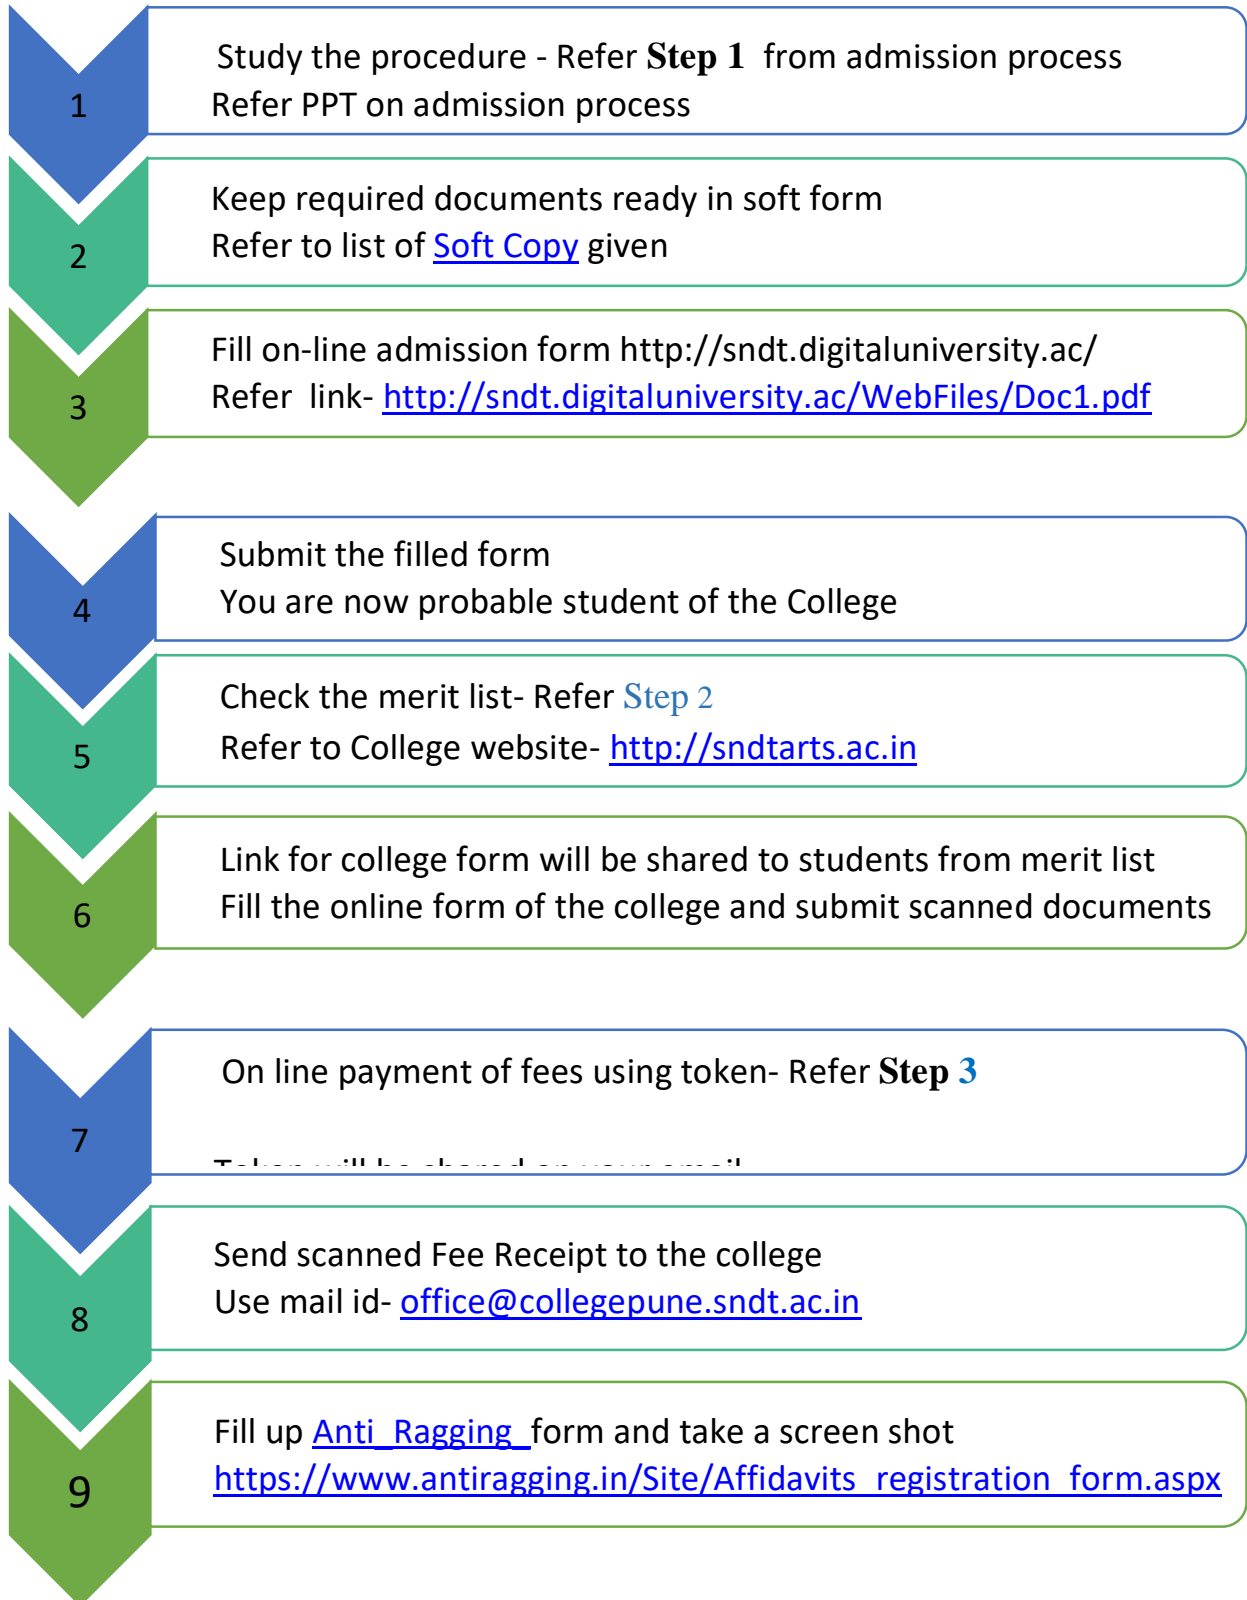 1
Study the procedure - Refer Step 1 from admission process
Refer PPT on admission process
2
Keep required documents ready in soft form
Refer to list of Soft Copy given
3
Fill on-line admission form http://sndt.digitaluniversity.ac/
Refer link- http://sndt.digitaluniversity.ac/WebFiles/Doc1.pdf
4
Submit the filled form
You are now probable student of the College
5
Check the merit list- Refer Step 2
Refer to College website- http://sndtarts.ac.in
6
Link for college form will be shared to students from merit list
Fill the online form of the college and submit scanned documents
7
On line payment of fees using token- Refer Step 3
Token will be shared on your email
8
Send scanned Fee Receipt to the college
Use mail id- office@collegepune.sndt.ac.in
9
Fill up Anti_Ragging_form and take a screen shot
https://www.antiragging.in/Site/Affidavits_registration_form.aspx